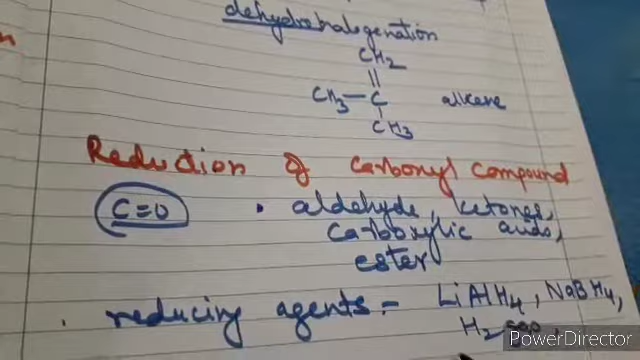 dehydrohalogenation
CH2
||
CH3-C alkene
CH3
Reduction of Carbonyl Compound
C=O • aldehyde, ketones,
Carboxylic acids,
ester
• reducing agents - LiAlH4, NaBH4,
H2
PowerDirector